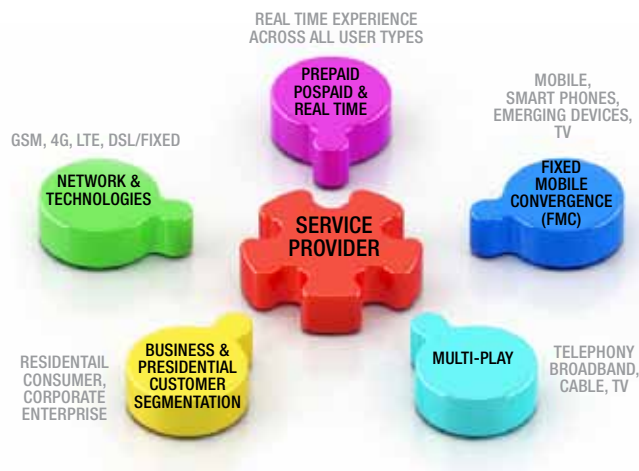 REAL TIME EXPERIENCE
ACROSS ALL USER TYPES
PREPAID
POSPAID &
REAL TIME
MOBILE,
SMART PHONES,
EMERGING DEVICES,
TV
GSM, 4G, LTE, DSL/FIXED
NETWORK &
TECHNOLOGIES
FIXED
MOBILE
CONVERGENCE
(FMC)
SERVICE
PROVIDER
BUSINESS &
PRESIDENTIAL
CUSTOMER
SEGMENTATION
RESIDENTAIL
CONSUMER,
CORPORATE
ENTERPRISE
MULTI-PLAY
TELEPHONY
BROADBAND,
CABLE, TV